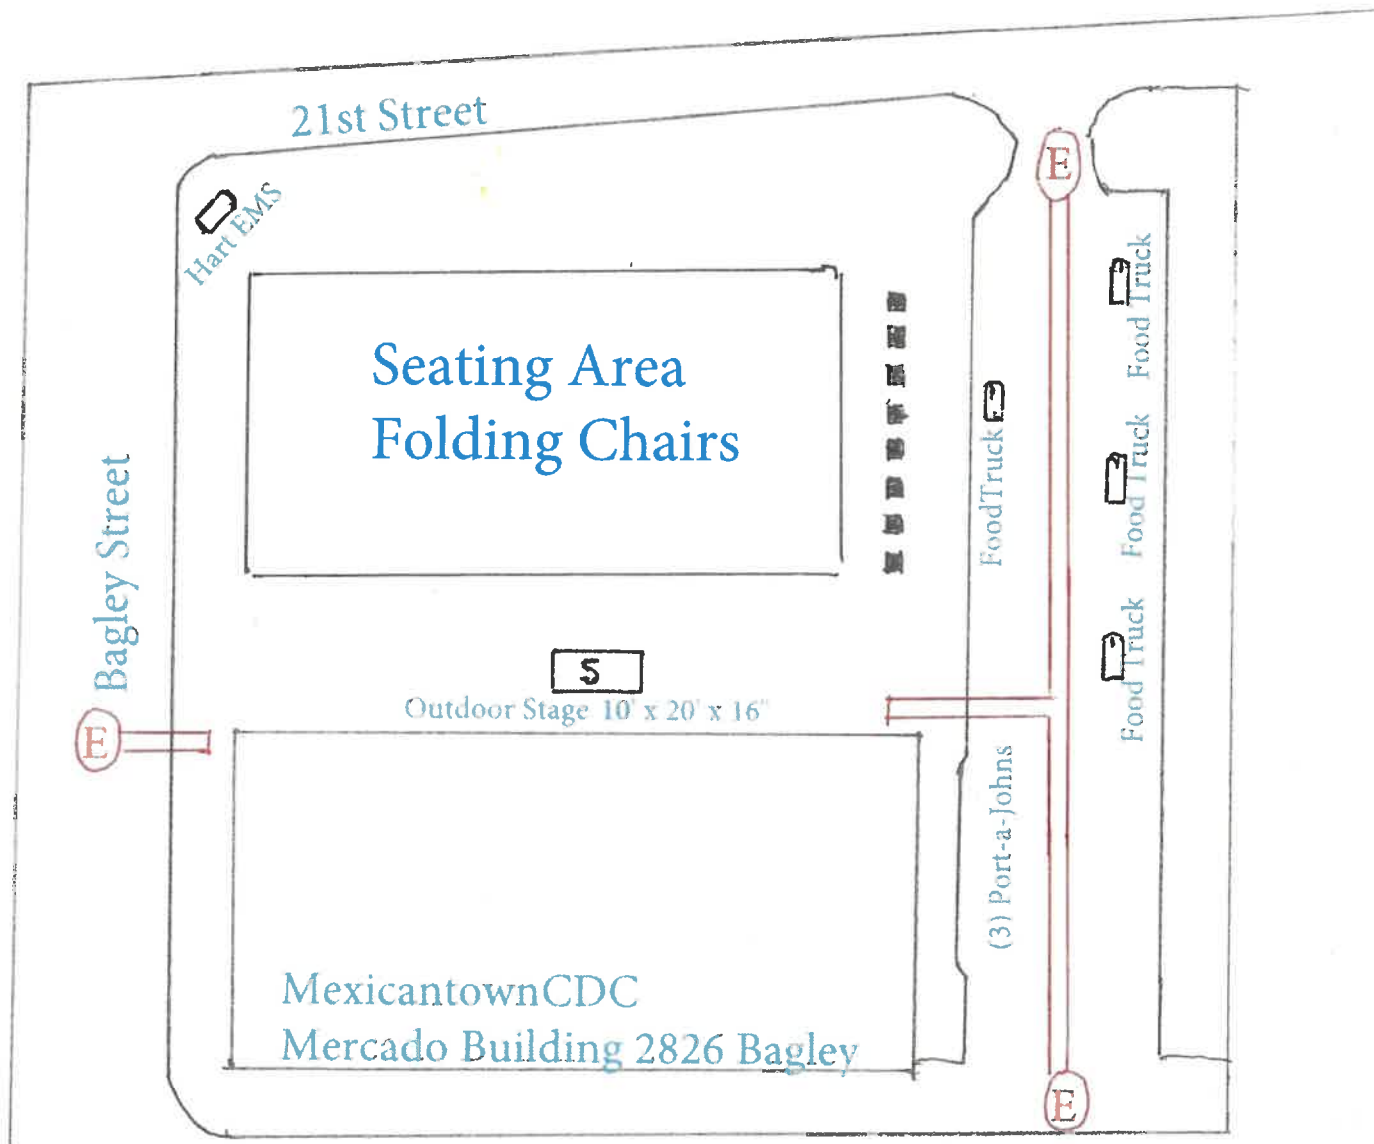 21st Street
E
Hart EMS
Food Truck
Seating Area
Folding Chairs
FoodTruck
Food Truck
Bagley Street
S
Outdoor Stage 10' x 20' x 16"
Food Truck
E
(3) Port-a-Johns
MexicantownCDC
Mercado Building 2826 Bagley
E